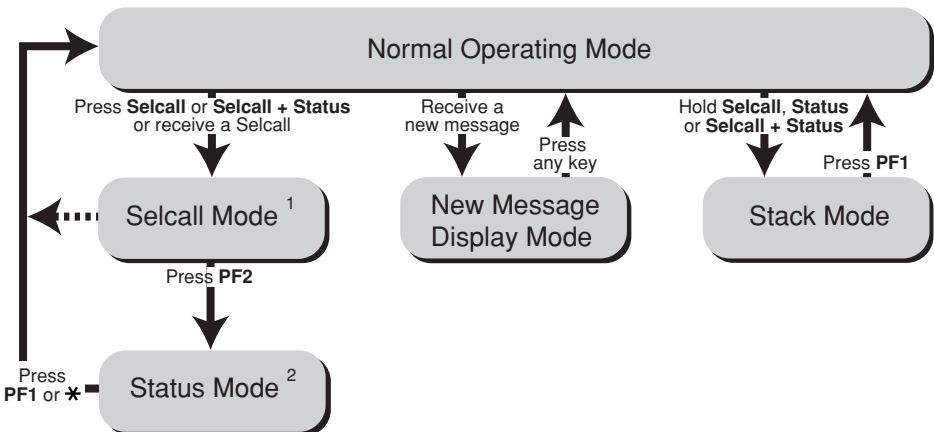 Normal Operating Mode
Press Selcall or Selcall + Status
or receive a Selcall
Receive a
new message
Press
any key
Hold Selcall, Status
or Selcall + Status
Press PF1
Selcall Mode 1
New Message
Display Mode
Stack Mode
Press PF2
Status Mode 2
Press
PF1 or *